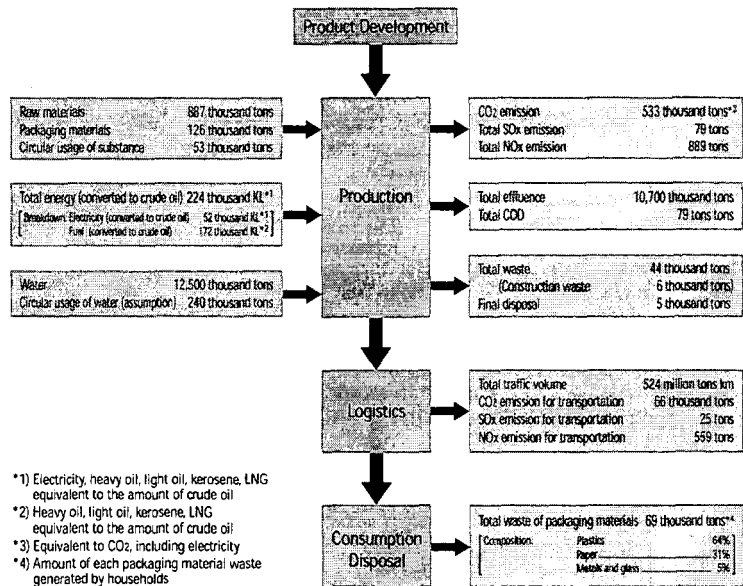 Product Development
Raw materials 887 thousand tons
Packaging materials 126 thousand tons
Circular usage of substance 53 thousand tons
Total energy (converted to crude oil) 224 thousand KL*1
Breakdown: Electricity (converted to crude oil) 52 thousand KL*1
Fuel (converted to crude oil) 172 thousand KL*2
Water 12,500 thousand tons
Circular usage of water (assumption) 240 thousand tons
Production
CO2 emission 533 thousand tons*3
Total SOx emission 79 tons
Total NOx emission 889 tons
Total effluence 10,700 thousand tons
Total COD 79 tons tons
Total waste 44 thousand tons
(Construction waste 6 thousand tons)
Final disposal 5 thousand tons
Logistics
Total traffic volume 524 million tons km
CO2 emission for transportation 66 thousand tons
SOx emission for transportation 25 tons
NOx emission for transportation 559 tons
Consumption
Disposal
Total waste of packaging materials 69 thousand tons*4
Composition: Plastics 64%
Paper 31%
Metals and glass 5%
*1) Electricity, heavy oil, light oil, kerosene, LNG
equivalent to the amount of crude oil
*2) Heavy oil, light oil, kerosene, LNG
equivalent to the amount of crude oil
*3) Equivalent to CO2, including electricity
*4) Amount of each packaging material waste
generated by households